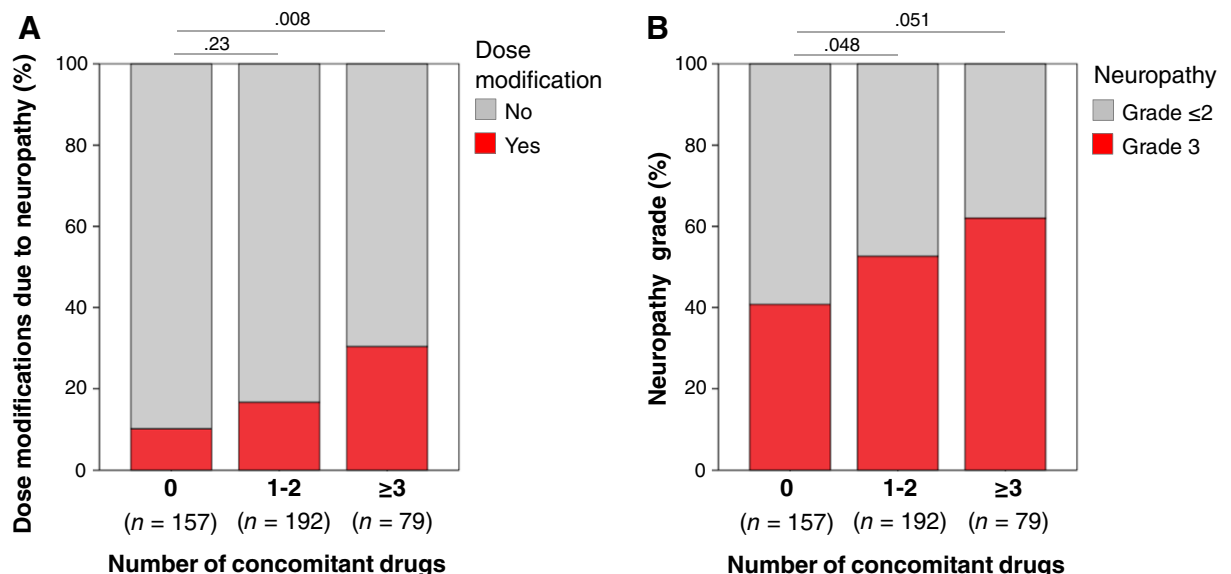 A
.008
.23
Dose modifications due to neuropathy (%)
100
80
60
40
20
0
0
1-2
≥3
(n = 157)
(n = 192)
(n = 79)
Number of concomitant drugs
Dose
modification
No
Yes
B
.051
.048
Neuropathy grade (%)
100
80
60
40
20
0
0
1-2
≥3
(n = 157)
(n = 192)
(n = 79)
Number of concomitant drugs
Neuropathy
Grade ≤2
Grade 3